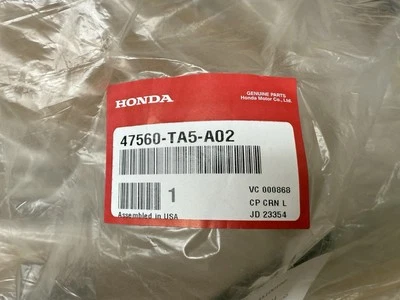 HONDA
GENUINE PARTS
Honda Motor Co., Ltd.
47560-TA5-A02
1
VC 000868
CP CRN L
Assembled in USA
JD 23354